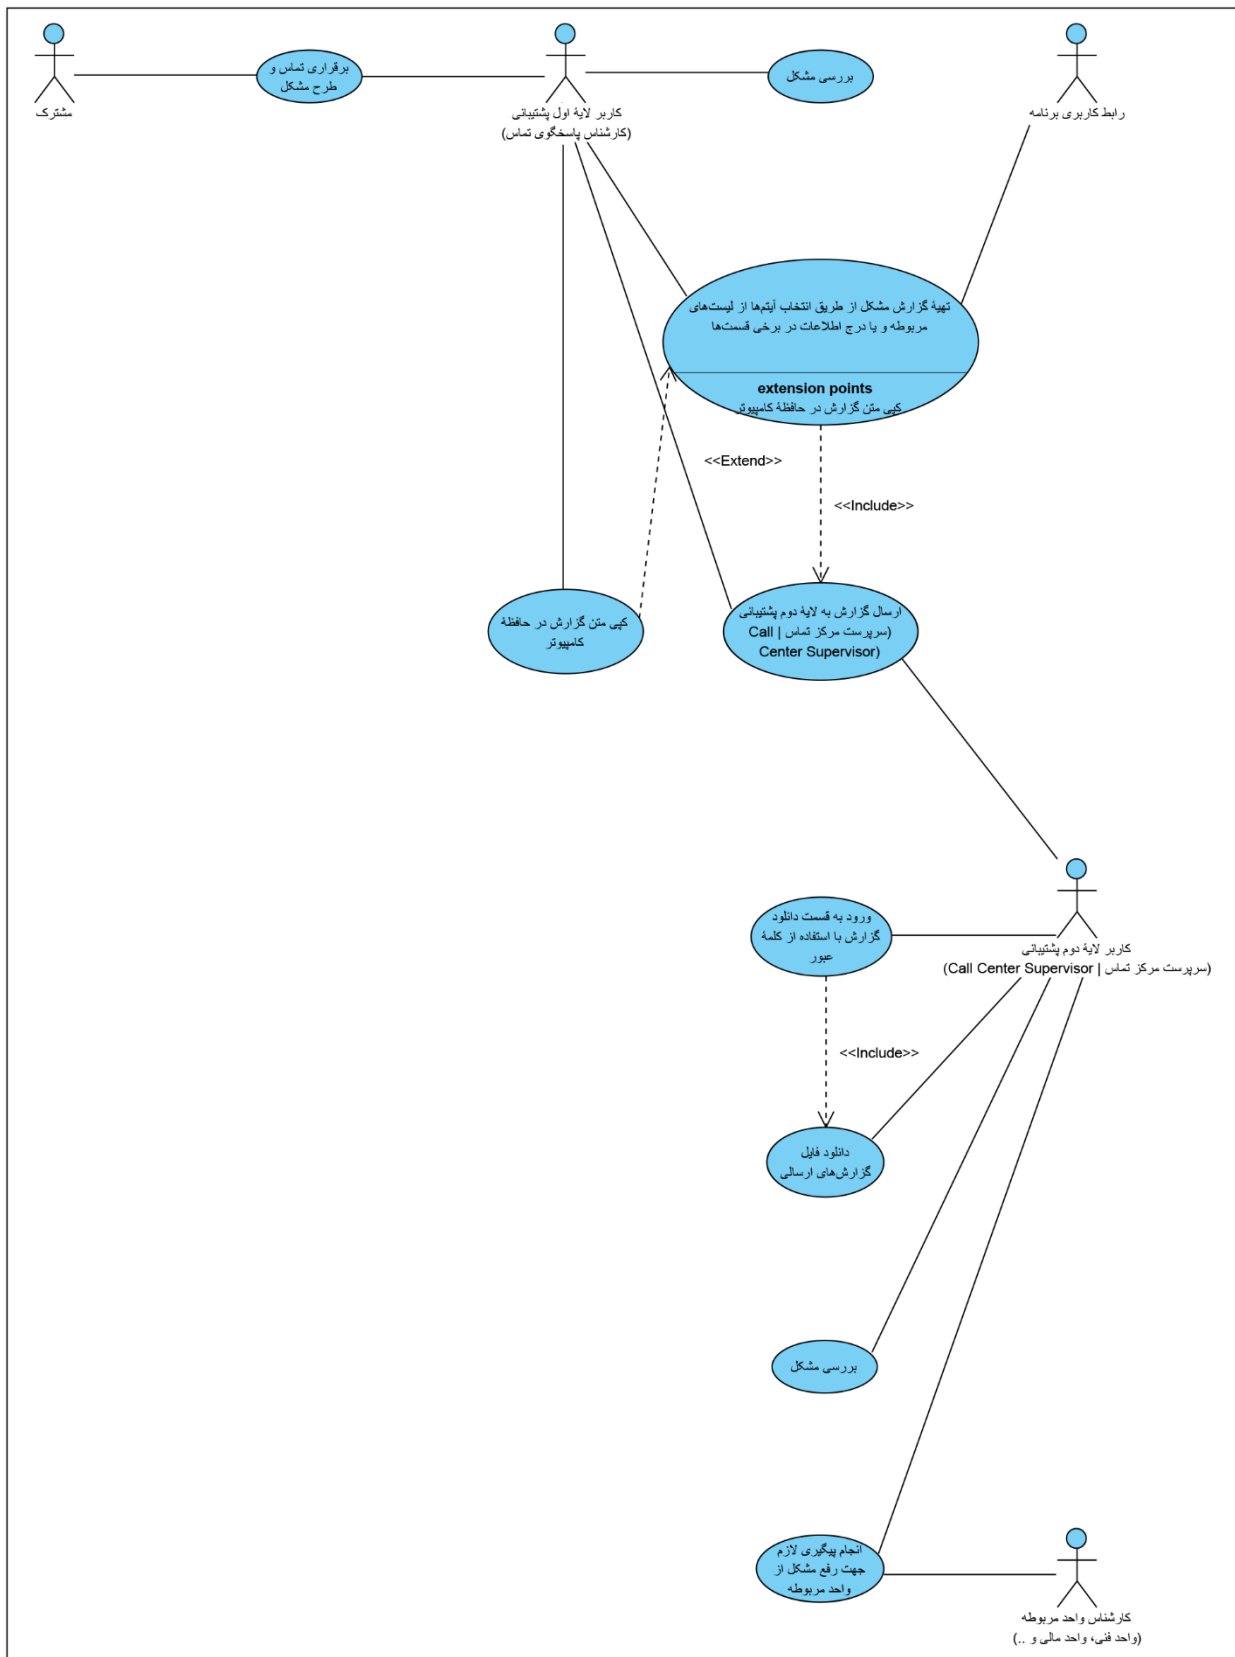 برقراری تماس و
طرح مشکل
بررسی مشکل
مشترک
کاربر لایهٔ اول پشتیبانی
(کارشناس پاسخگوی تماس)
رابط کاربری برنامه
تهیهٔ گزارش مشکل از طریق انتخاب آیتم‌ها از لیست‌های
مربوطه و یا درج اطلاعات در برخی قسمت‌ها
extension points
کپی متن گزارش در حافظهٔ کامپیوتر
<<Extend>>
<<Include>>
کپی متن گزارش در حافظهٔ
کامپیوتر
ارسال گزارش به لایهٔ دوم پشتیبانی
(سرپرست مرکز تماس | Call
Center Supervisor)
ورود به قسمت دانلود
گزارش با استفاده از کلمهٔ
عبور
کاربر لایهٔ دوم پشتیبانی
(سرپرست مرکز تماس | Call Center Supervisor)
<<Include>>
دانلود فایل
گزارش‌های ارسالی
بررسی مشکل
انجام پیگیری لازم
جهت رفع مشکل از
واحد مربوطه
کارشناس واحد مربوطه
(واحد فنی، واحد مالی و ..)